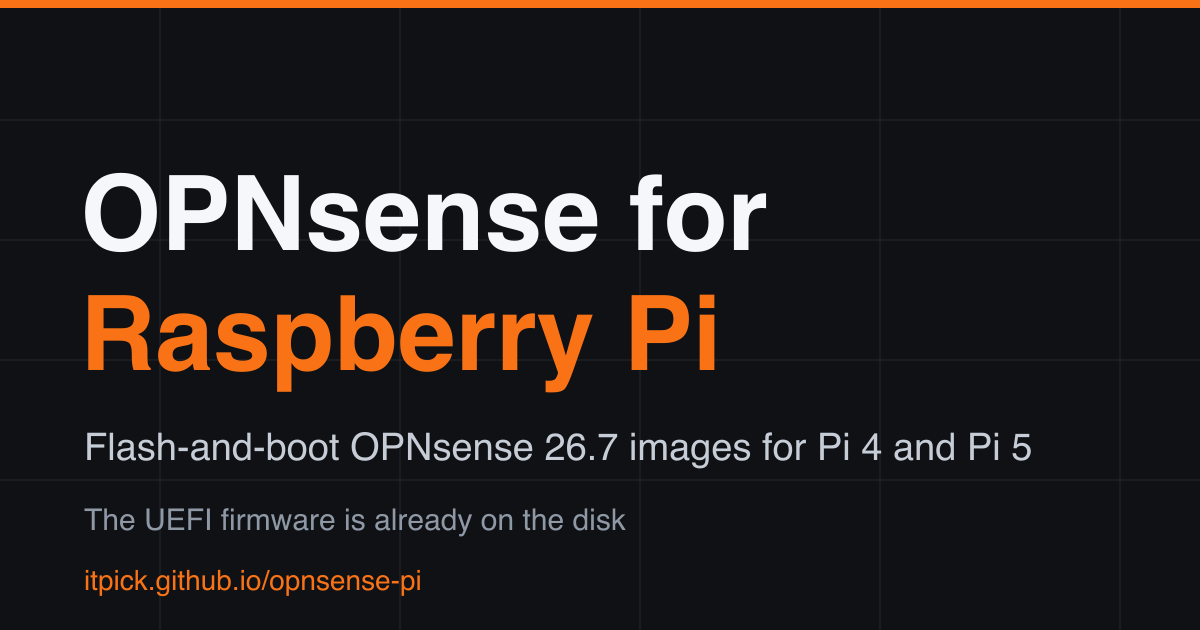 OPNsense for
Raspberry Pi
Flash-and-boot OPNsense 26.7 images for Pi 4 and Pi 5
The UEFI firmware is already on the disk
itpick.github.io/opnsense-pi